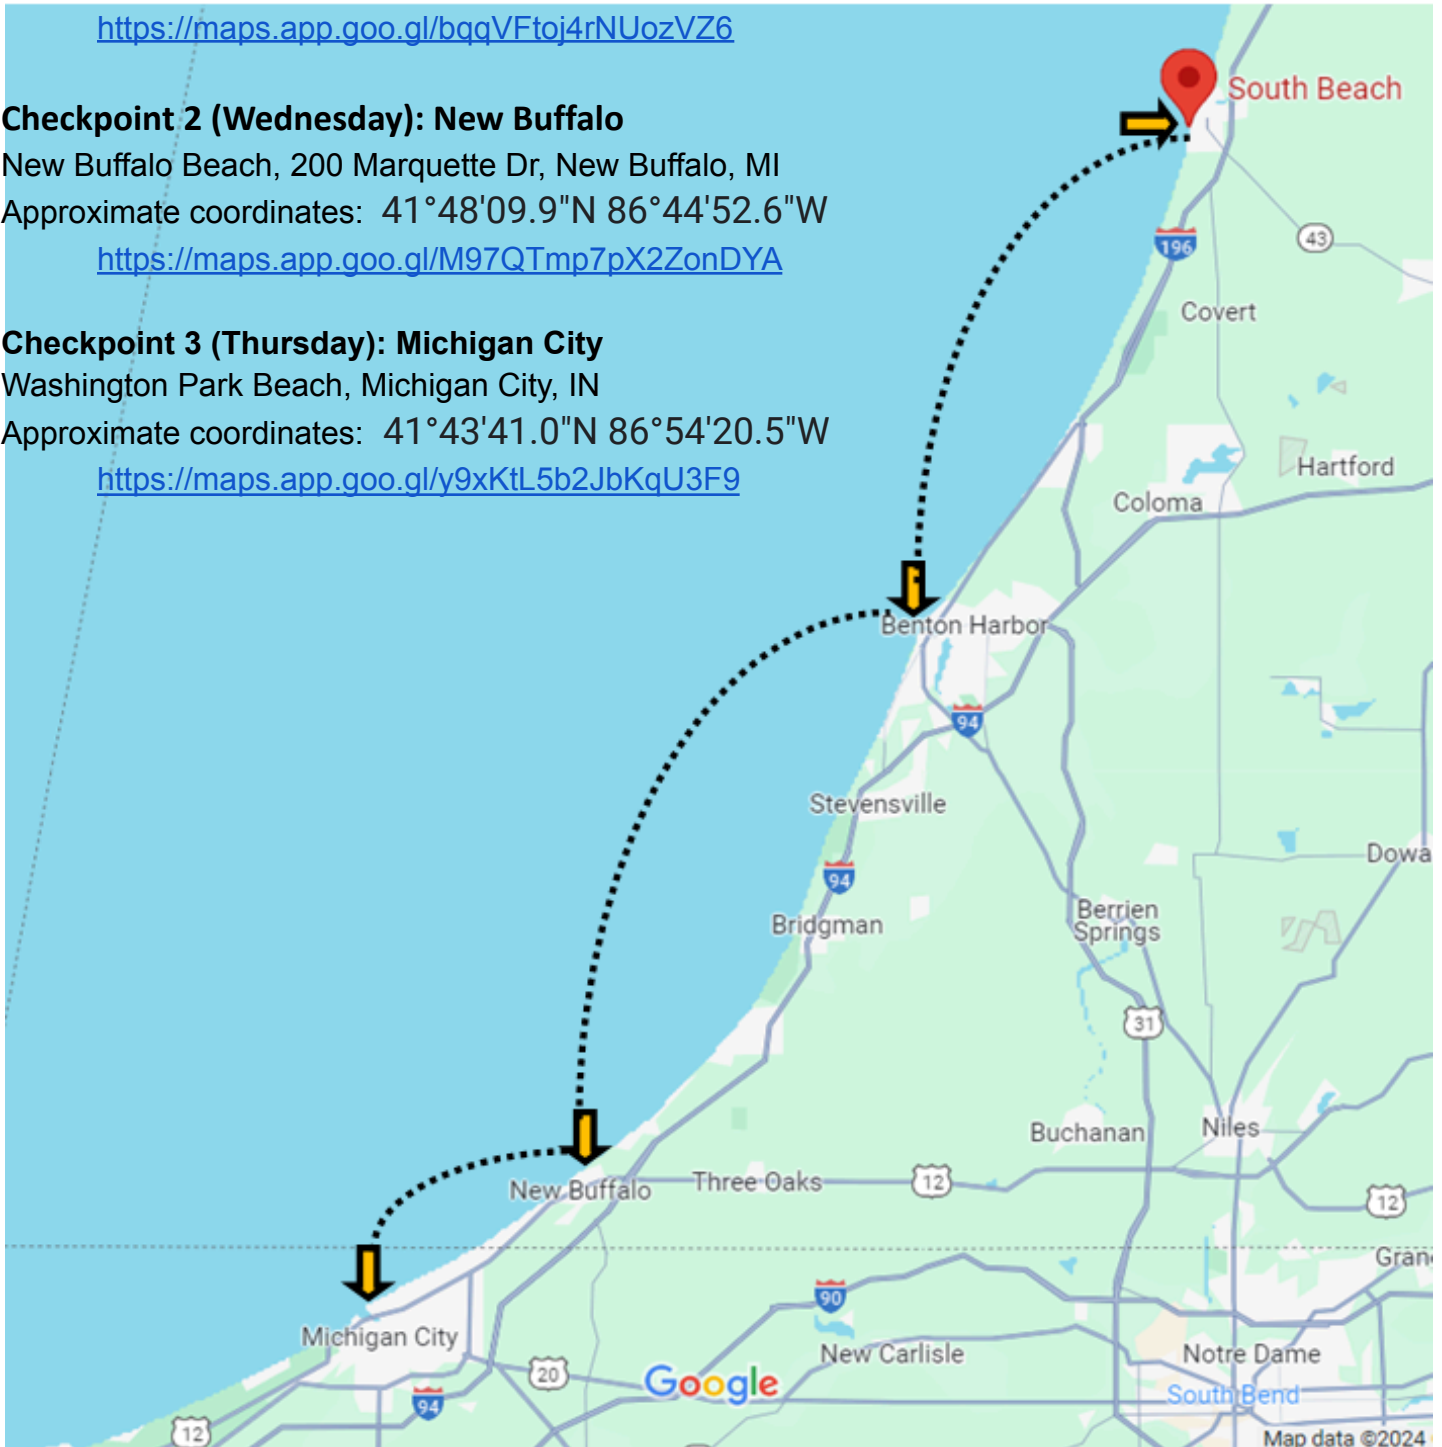 https://maps.app.goo.gl/bqqVFtoj4rNUozVZ6
South Beach
Checkpoint 2 (Wednesday): New Buffalo
New Buffalo Beach, 200 Marquette Dr, New Buffalo, MI
Approximate coordinates: 41°48'09.9"N 86°44'52.6"W
https://maps.app.goo.gl/M97QTmp7pX2ZonDYA
196
43
Covert
Checkpoint 3 (Thursday): Michigan City
Washington Park Beach, Michigan City, IN
Approximate coordinates: 41°43'41.0"N 86°54'20.5"W
https://maps.app.goo.gl/y9xKtL5b2JbKqU3F9
Hartford
Coloma
Benton Harbor
94
Stevensville
Dowa
94
Berrien
Springs
Bridgman
31
Buchanan
Niles
New Buffalo
Three Oaks
12
12
Gran
90
Michigan City
New Carlisle
Notre Dame
20
Google
South Bend
94
12
Map data ©2024